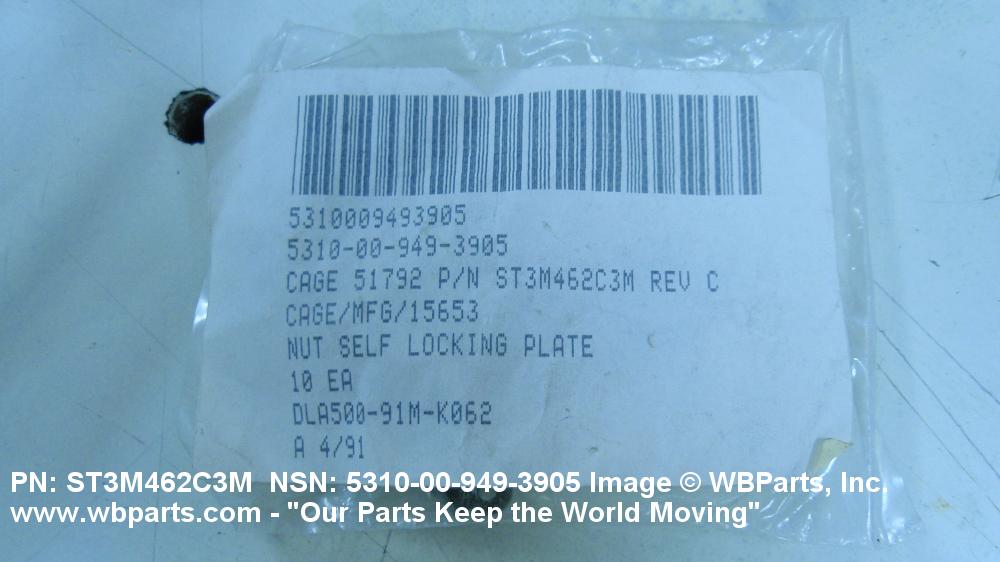 5310009493905
5310-00-949-3905
CAGE 51792 P/N ST3M462C3M REV C
CAGE/MFG/15653
NUT SELF LOCKING PLATE
10 EA
DLA500-91M-K062
A 4/91
PN: ST3M462C3M NSN: 5310-00-949-3905 Image © WBParts, Inc.
www.wbparts.com - "Our Parts Keep the World Moving"